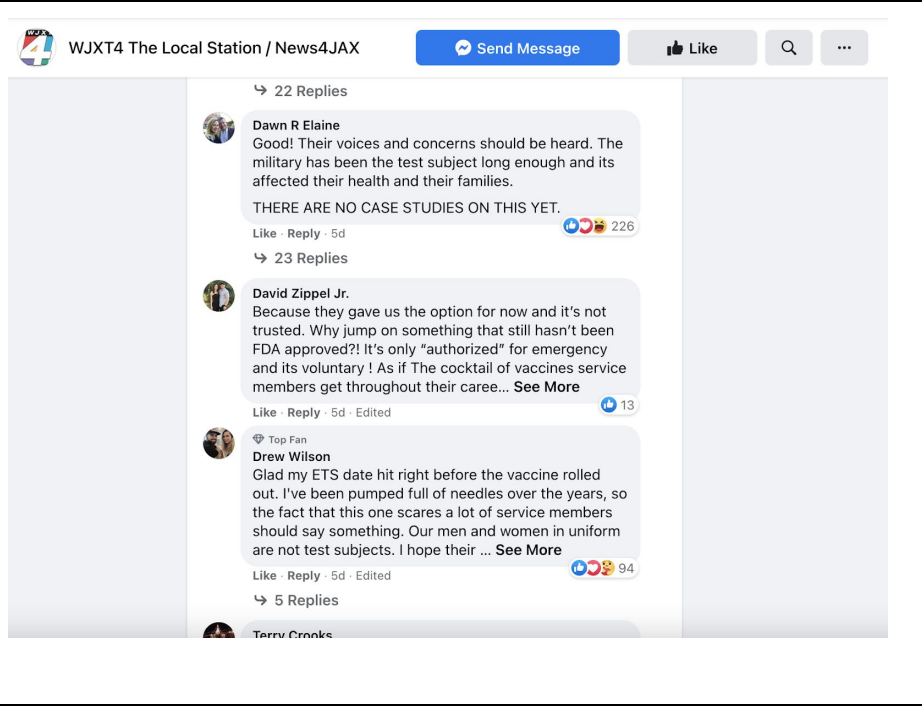 WJXT4 The Local Station / News4JAX
Send Message
Like
...
WJX
4
22 Replies
Dawn R Elaine
Good! Their voices and concerns should be heard. The
military has been the test subject long enough and its
affected their health and their families.
THERE ARE NO CASE STUDIES ON THIS YET.
226
Like · Reply · 5d
23 Replies
David Zippel Jr.
Because they gave us the option for now and it's not
trusted. Why jump on something that still hasn't been
FDA approved?! It's only “authorized” for emergency
and its voluntary ! As if The cocktail of vaccines service
members get throughout their caree... See More
13
Like · Reply · 5d · Edited
Top Fan
Drew Wilson
Glad my ETS date hit right before the vaccine rolled
out. I've been pumped full of needles over the years, so
the fact that this one scares a lot of service members
should say something. Our men and women in uniform
are not test subjects. I hope their ... See More
94
Like · Reply · 5d · Edited
5 Replies
Terry Crooks